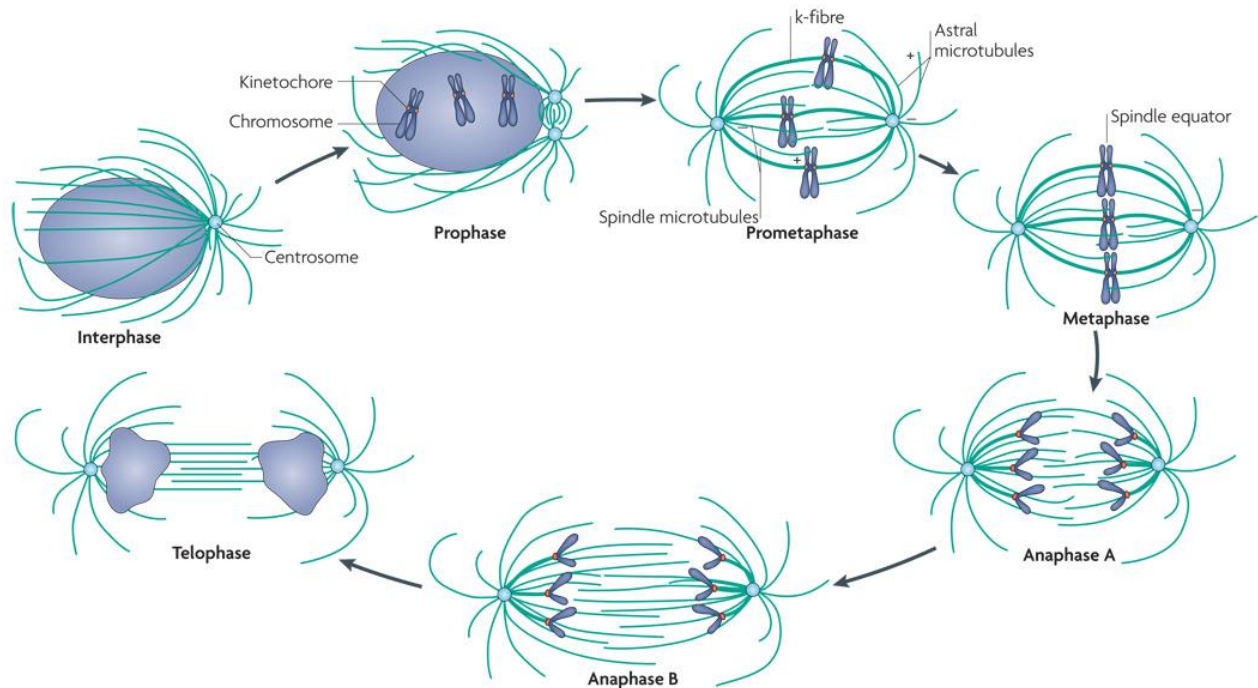 k-fibre
Astral
microtubules
+
Kinetochore
Chromosome
Spindle equator
−
−
+
Spindle microtubules
Prophase
Prometaphase
−
Centrosome
Interphase
Metaphase
Telophase
Anaphase A
Anaphase B